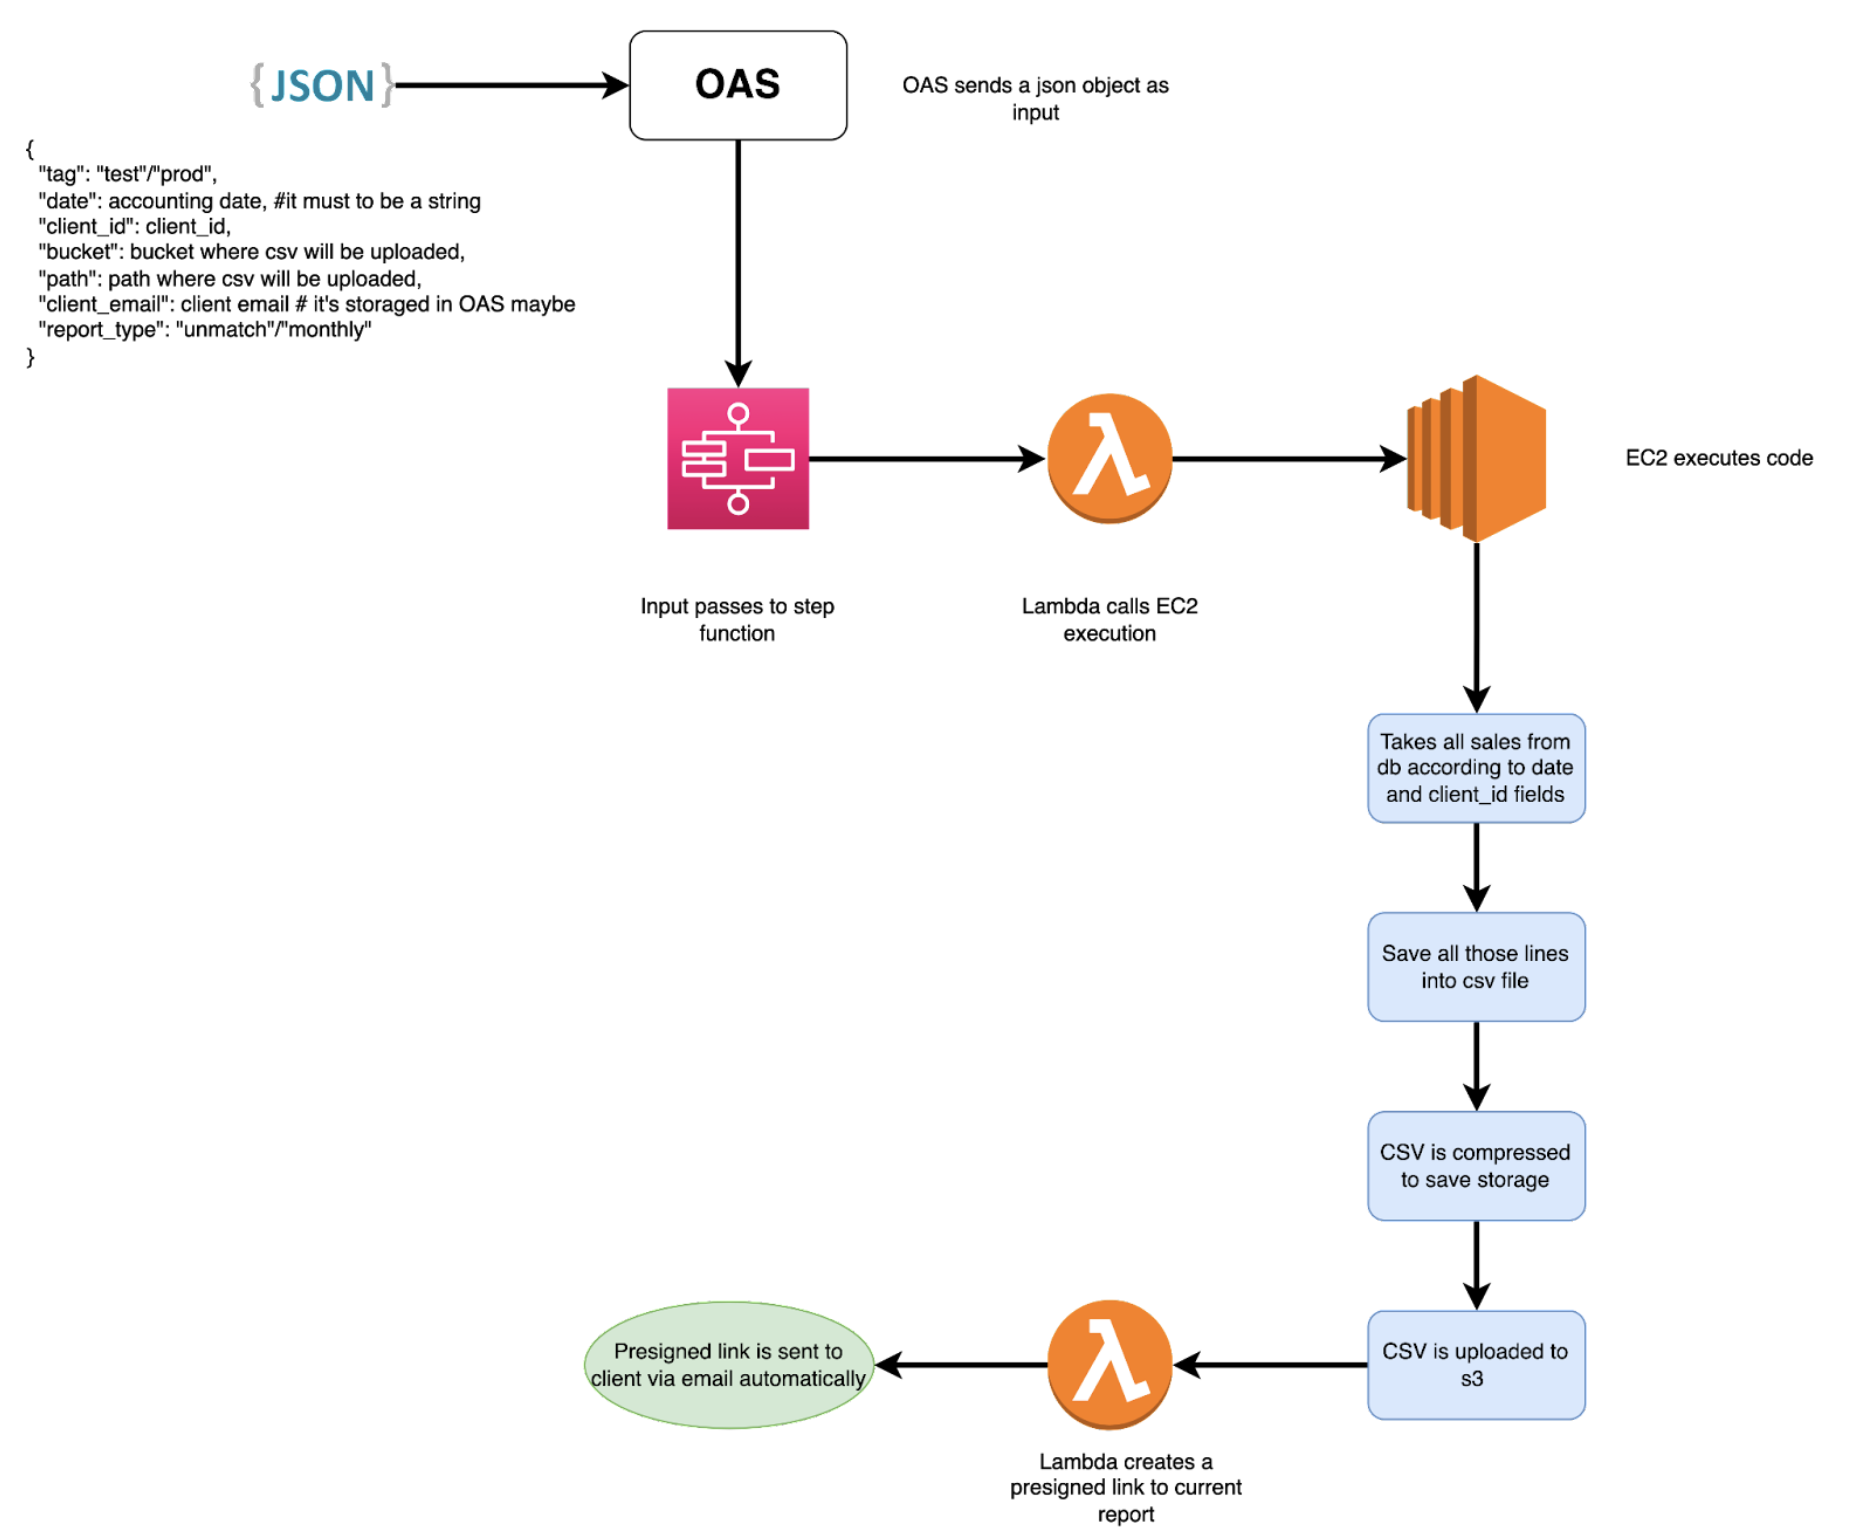 {JSON}
OAS
OAS sends a json object as
input
{
"tag": "test"/"prod",
"date": accounting date, #it must to be a string
"client_id": client_id,
"bucket": bucket where csv will be uploaded,
"path": path where csv will be uploaded,
"client_email": client email # it's storaged in OAS maybe
"report_type": "unmatch"/"monthly"
}
EC2 executes code
Input passes to step
function
Lambda calls EC2
execution
Takes all sales from
db according to date
and client_id fields
Save all those lines
into csv file
CSV is compressed
to save storage
CSV is uploaded to
s3
Presigned link is sent to
client via email automatically
Lambda creates a
presigned link to current
report